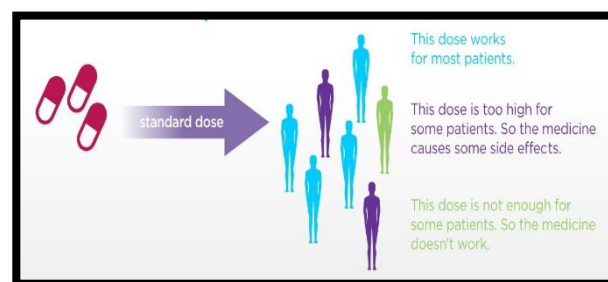 standard dose
This dose works
for most patients.
This dose is too high for
some patients. So the medicine
causes some side effects.
This dose is not enough for
some patients. So the medicine
doesn't work.